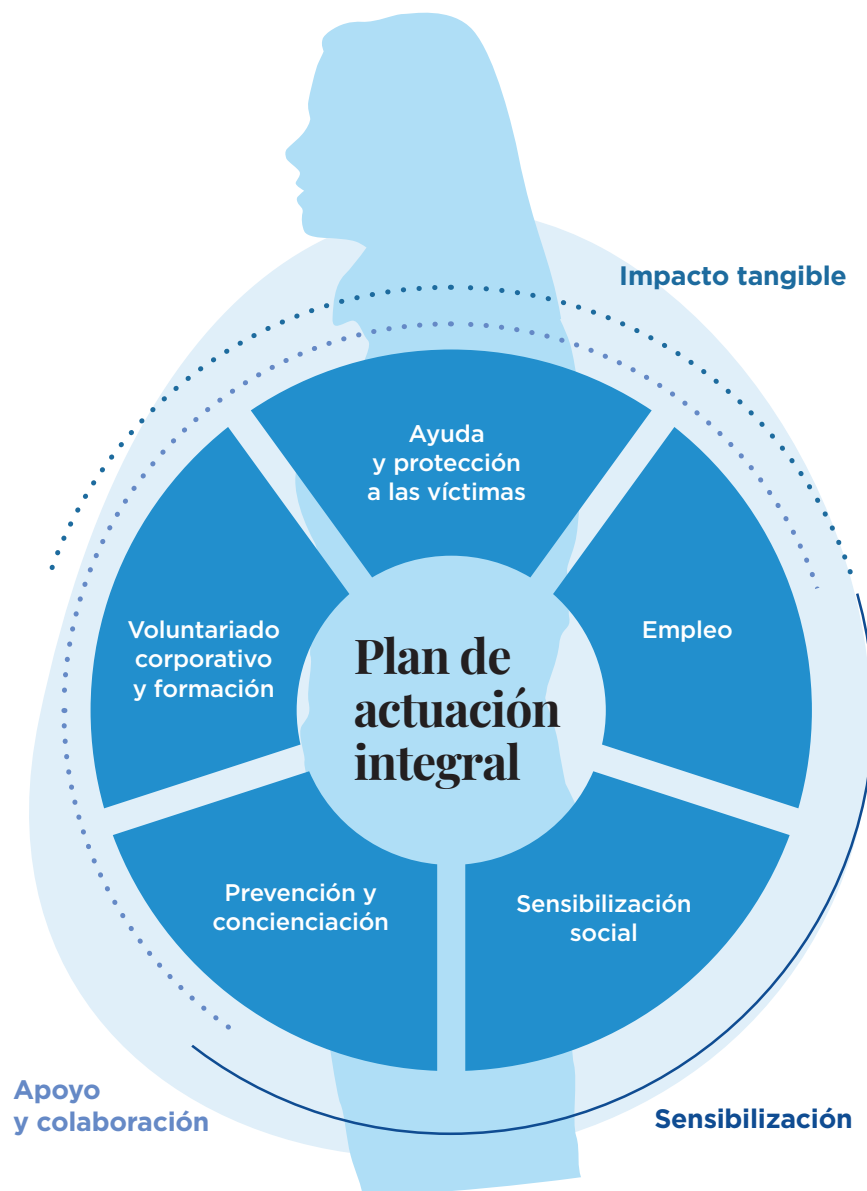 Impacto tangible
Ayuda
y protección
a las víctimas
Voluntariado
corporativo
y formación
Empleo
Plan de
actuación
integral
Prevención y
concienciación
Sensibilización
social
Apoyo
y colaboración
Sensibilización